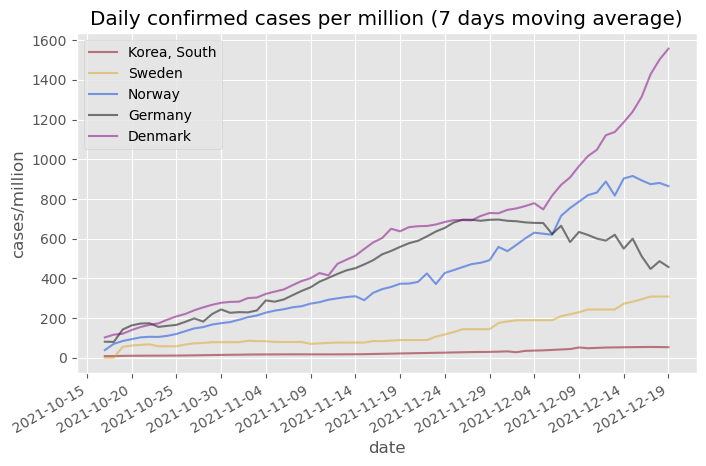 Daily confirmed cases per million (7 days moving average)
1600
1400
1200
1000
800
600
400
200
0
cases/million
Korea, South
Sweden
Norway
Germany
Denmark
2021-10-15
2021-10-20
2021-10-25
2021-10-30
2021-11-04
2021-11-09
2021-11-14
2021-11-19
2021-11-24
2021-11-29
2021-12-04
2021-12-09
2021-12-14
2021-12-19
date